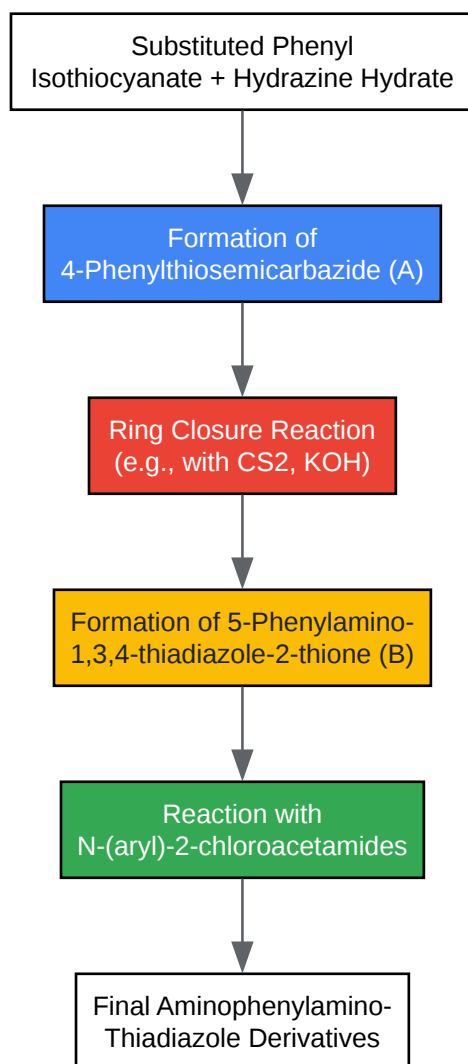 Substituted Phenyl
Isothiocyanate + Hydrazine Hydrate
Formation of
4-Phenylthiosemicarbazide (A)
Ring Closure Reaction
(e.g., with CS2, KOH)
Formation of 5-Phenylamino-
1,3,4-thiadiazole-2-thione (B)
Reaction with
N-(aryl)-2-chloroacetamides
Final Aminophenylamino-
Thiadiazole Derivatives